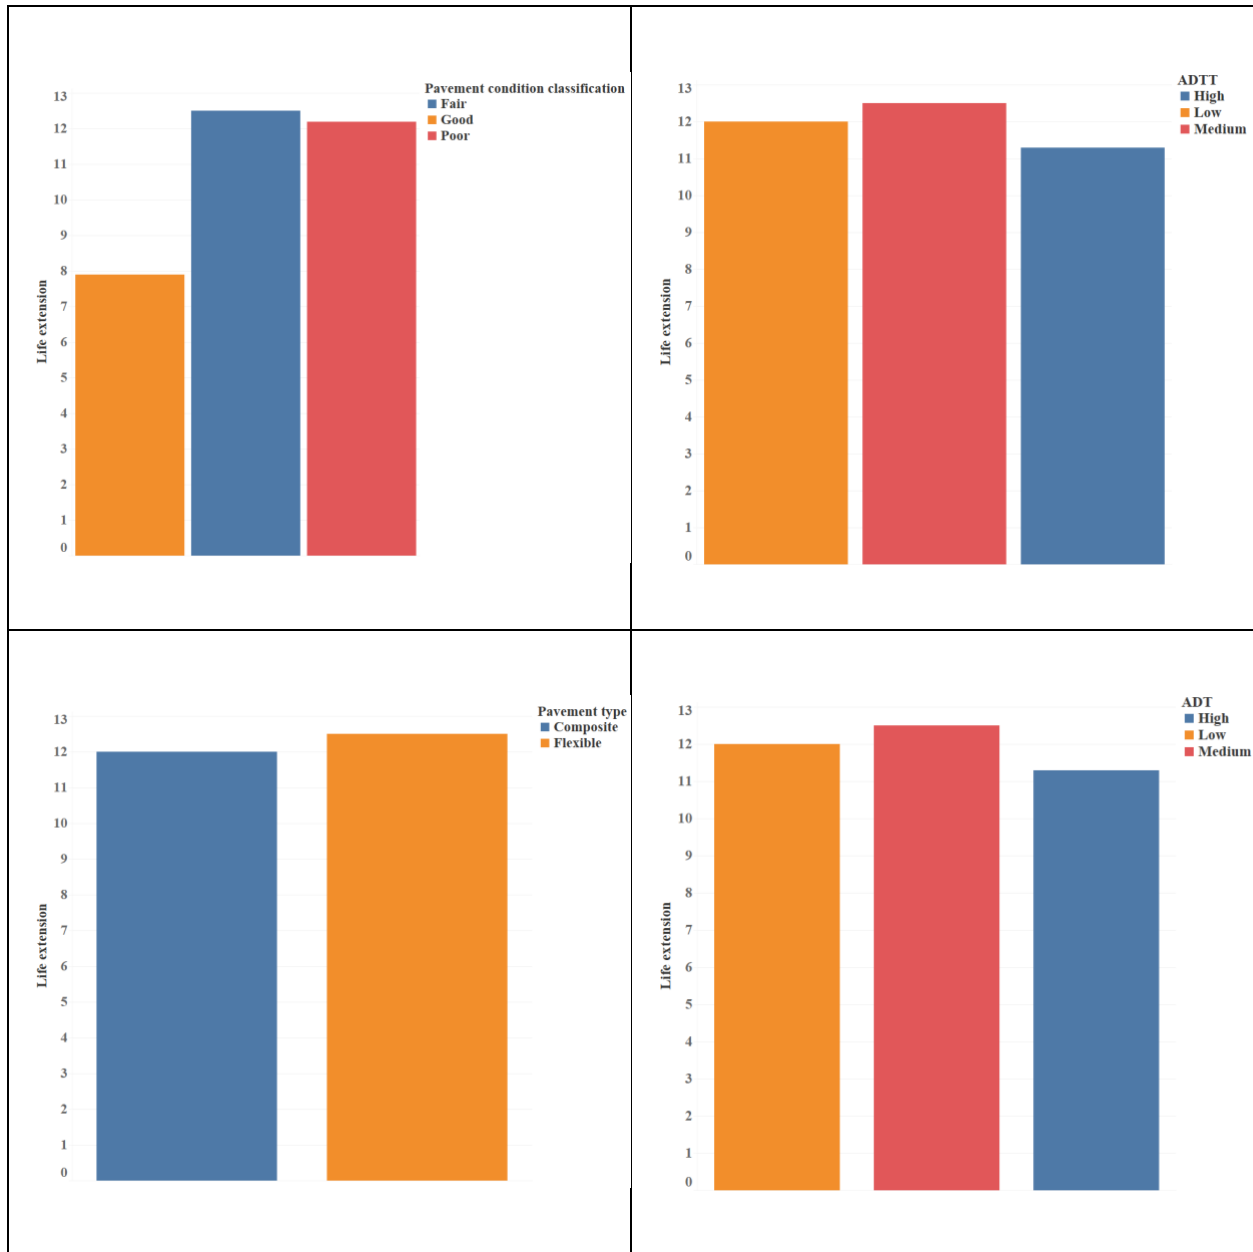 Pavement condition classification
Fair
Good
Poor
13
12
11
10
9
8
7
6
5
4
3
2
1
0
Life extension
ADTT
High
Low
Medium
13
12
11
10
9
8
7
6
5
4
3
2
1
0
Life extension
Pavement type
Composite
Flexible
13
12
11
10
9
8
7
6
5
4
3
2
1
0
Life extension
ADT
High
Low
Medium
13
12
11
10
9
8
7
6
5
4
3
2
1
0
Life extension